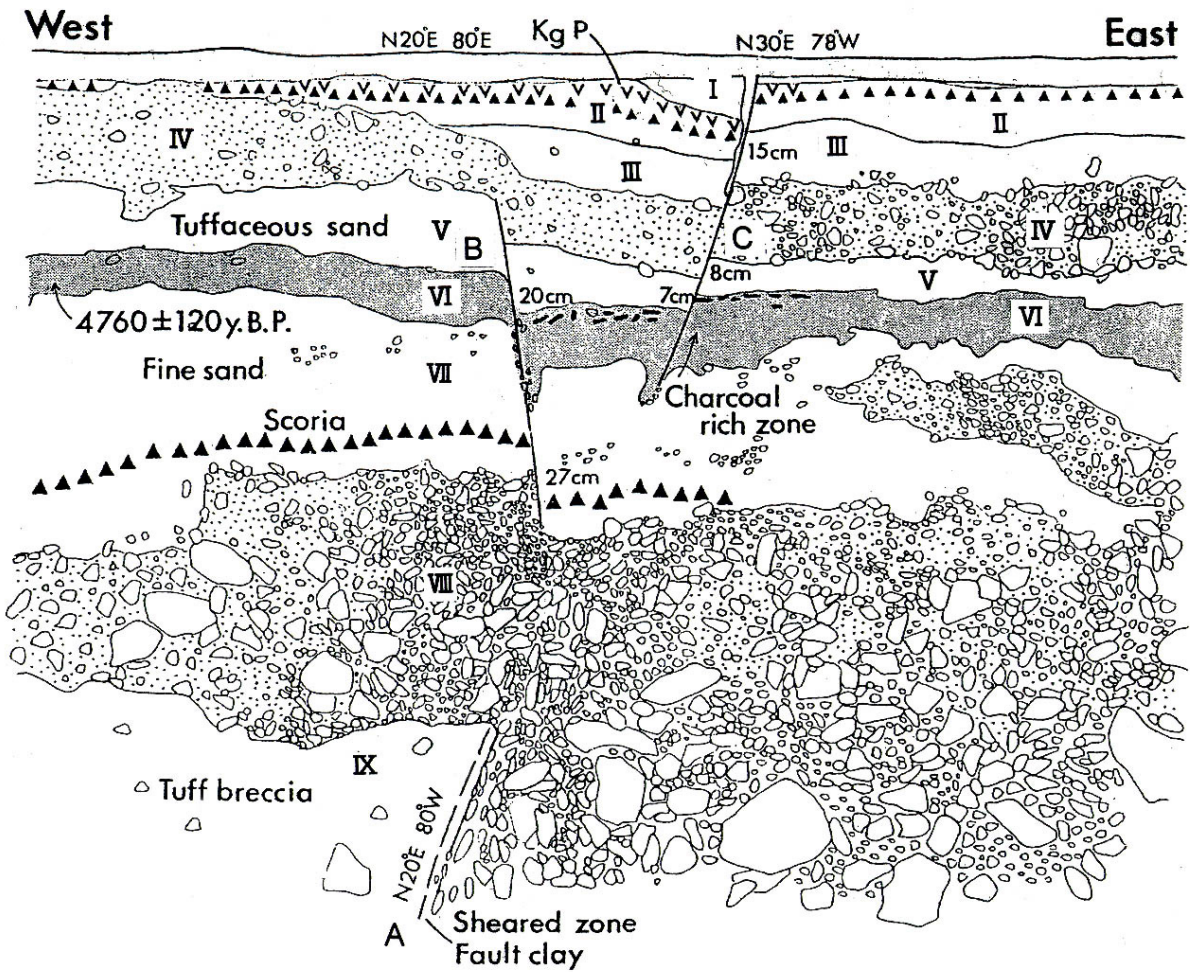 West
East
N20°E 80°E
Kg P
N30°E 78°W
I
II
II
IV
III
15cm
III
Tuffaceous sand
V
B
C
IV
8cm
V
VI
20cm
7cm
VI
4760±120y.B.P.
Fine sand
VII
Charcoal
rich zone
Scoria
27cm
VIII
IX
Tuff breccia
N20°E 80°W
A
Sheared zone
Fault clay